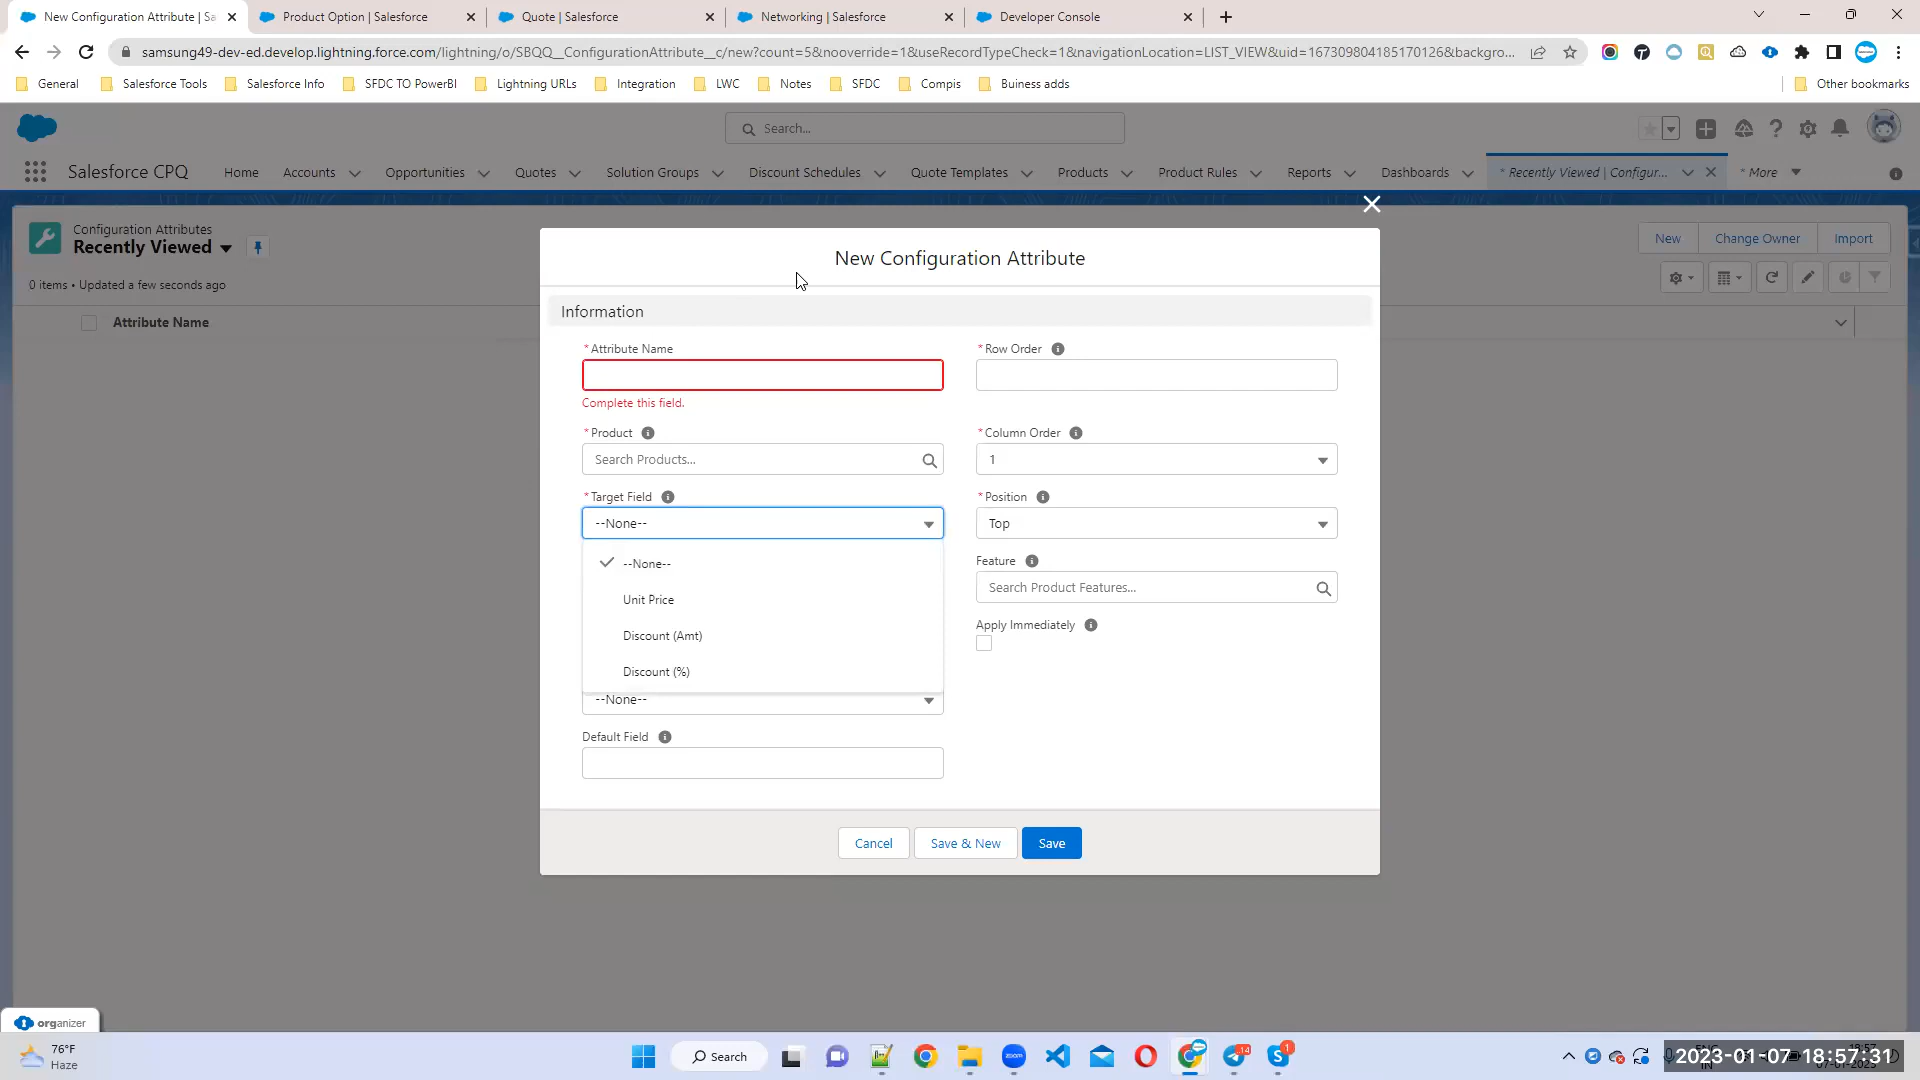 New Configuration Attribute | Sa
Product Option | Salesforce
Quote | Salesforce
Networking | Salesforce
Developer Console
samsung49-dev-ed.develop.lightning.force.com/lightning/o/SBQQ__ConfigurationAttribute__c/new?count=5&nooverride=1&useRecordTypeCheck=1&navigationLocation=LIST_VIEW&uid=167309804185170126&backgro...
General
Salesforce Tools
Salesforce Info
SFDC TO PowerBI
Lightning URLs
Integration
LWC
Notes
SFDC
Compis
Buiness adds
Other bookmarks
Search...
Salesforce CPQ
Home
Accounts
Opportunities
Quotes
Solution Groups
Discount Schedules
Quote Templates
Products
Product Rules
Reports
Dashboards
* Recently Viewed | Configur...
* More
Configuration Attributes
Recently Viewed
New
Change Owner
Import
0 items • Updated a few seconds ago
Attribute Name
New Configuration Attribute
Information
* Attribute Name
Complete this field.
* Row Order
* Product
Search Products...
* Column Order
1
* Target Field
--None--
* Position
Top
--None--
Unit Price
Discount (Amt)
Discount (%)
Feature
Search Product Features...
Apply Immediately
--None--
Default Field
Cancel
Save & New
Save
organizer
76°F
Haze
Search
zoom
14
1
2023-01-07 18:57:31